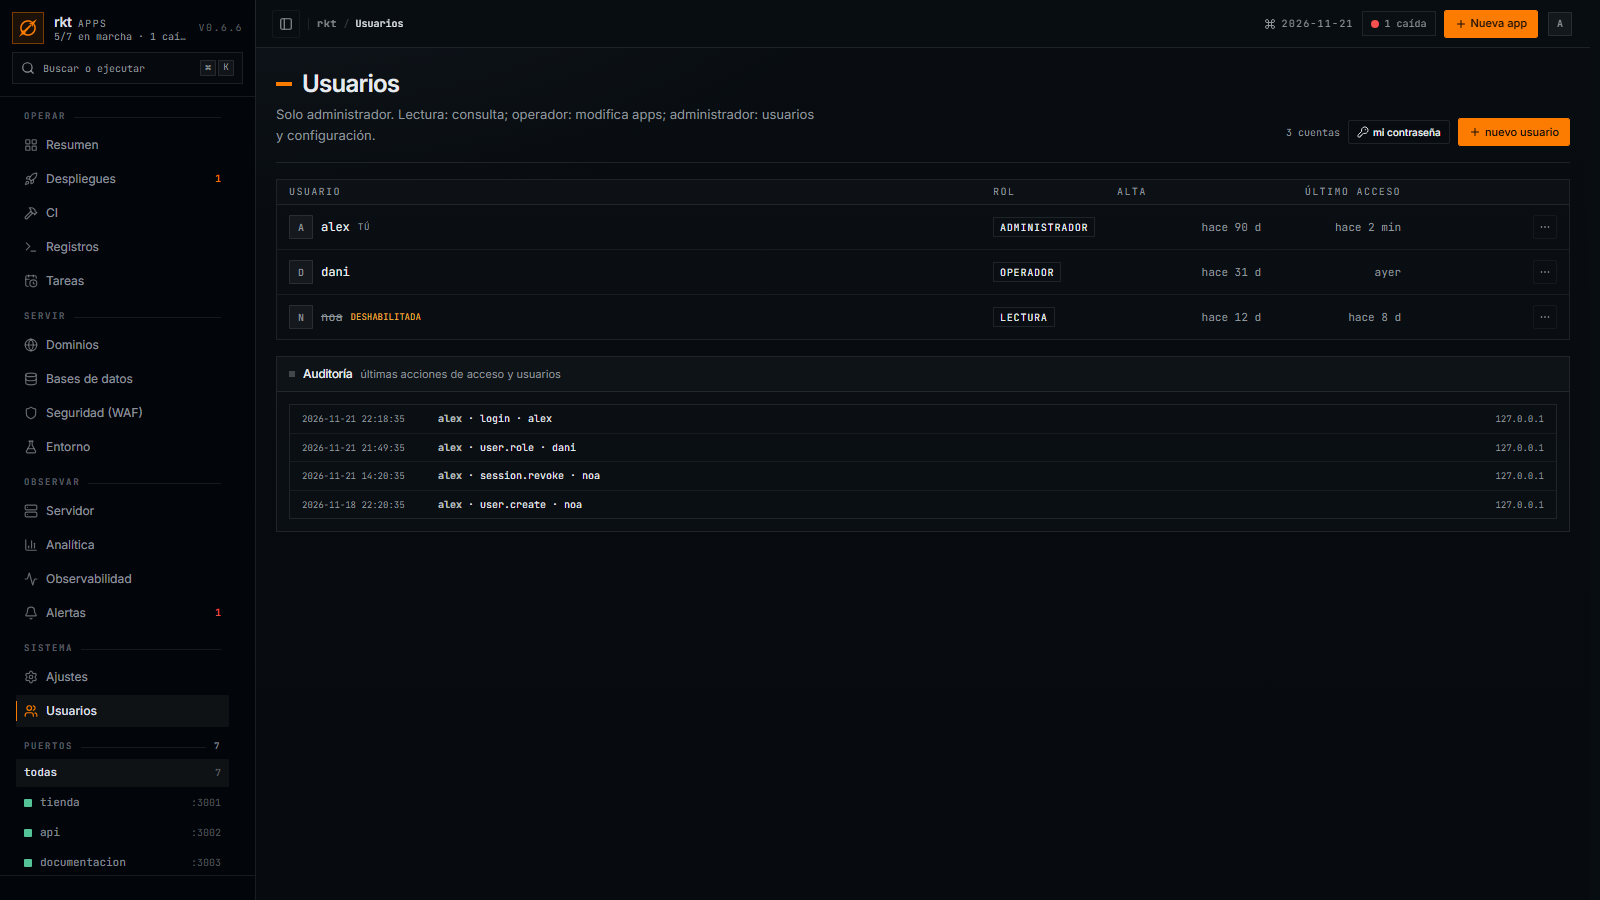 rkt APPS
5/7 en marcha · 1 caí…
V0.6.6
Buscar o ejecutar
⌘ K
OPERAR
Resumen
Despliegues 1
CI
Registros
Tareas
SERVIR
Dominios
Bases de datos
Seguridad (WAF)
Entorno
OBSERVAR
Servidor
Analítica
Observabilidad
Alertas 1
SISTEMA
Ajustes
Usuarios
PUERTOS 7
todas 7
tienda :3001
api :3002
documentacion :3003
rkt / Usuarios
⌘ 2026-11-21
1 caída
+ Nueva app
A
Usuarios
Solo administrador. Lectura: consulta; operador: modifica apps; administrador: usuarios
y configuración.
3 cuentas
mi contraseña
+ nuevo usuario
USUARIO ROL ALTA ÚLTIMO ACCESO
A alex TÚ ADMINISTRADOR hace 90 d hace 2 min ···
D dani OPERADOR hace 31 d ayer ···
N noa DESHABILITADA LECTURA hace 12 d hace 8 d ···
Auditoría últimas acciones de acceso y usuarios
2026-11-21 22:18:35 alex · login · alex 127.0.0.1
2026-11-21 21:49:35 alex · user.role · dani 127.0.0.1
2026-11-21 14:20:35 alex · session.revoke · noa 127.0.0.1
2026-11-18 22:20:35 alex · user.create · noa 127.0.0.1